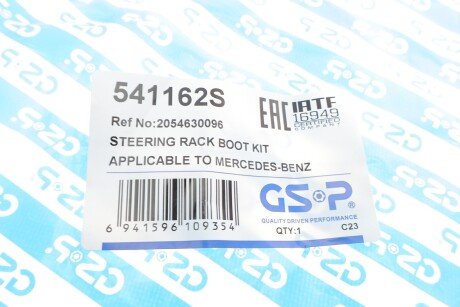 541162S
Ref No:2054630096
EAC IATF
16949
CERTIFIED
COMPANY
STEERING RACK BOOT KIT
APPLICABLE TO MERCEDES-BENZ
GS·P®
QUALITY DRIVEN PERFORMANCE
6 941596 109354
QTY:1 C23